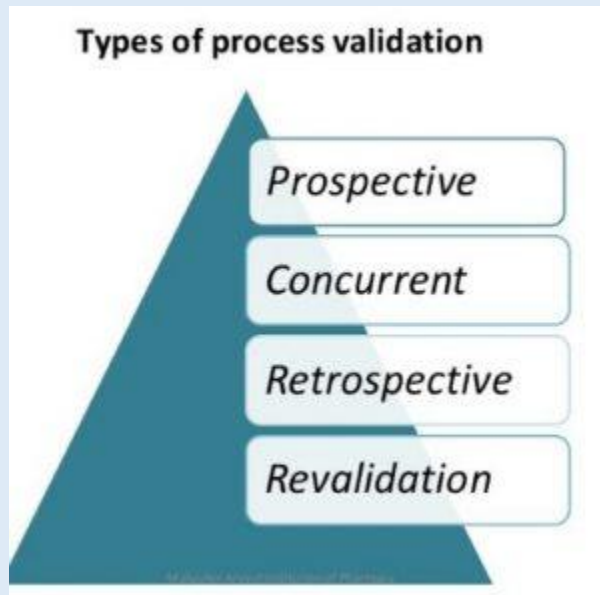 Types of process validation
Prospective
Concurrent
Retrospective
Revalidation